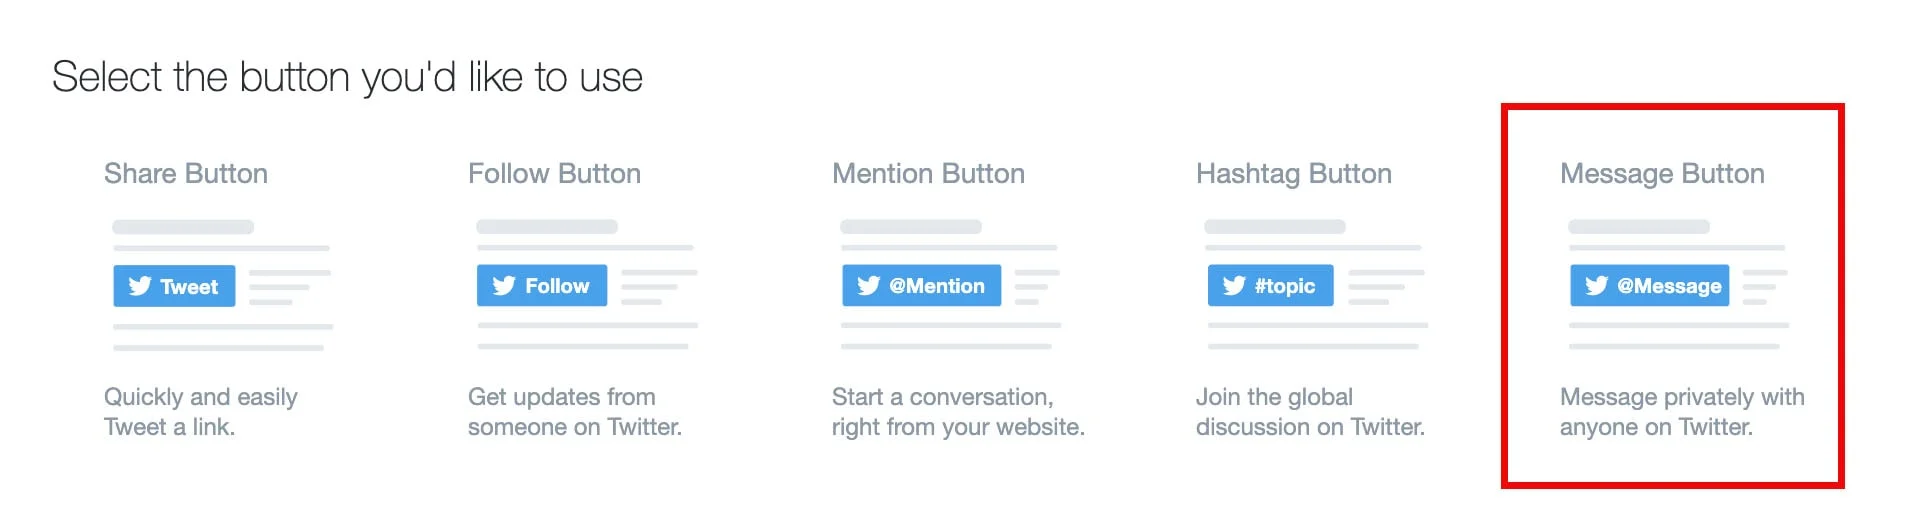 Select the button you'd like to use
Share Button
Tweet
Quickly and easily
Tweet a link.
Follow Button
Follow
Get updates from
someone on Twitter.
Mention Button
@Mention
Start a conversation,
right from your website.
Hashtag Button
#topic
Join the global
discussion on Twitter.
Message Button
@Message
Message privately with
anyone on Twitter.